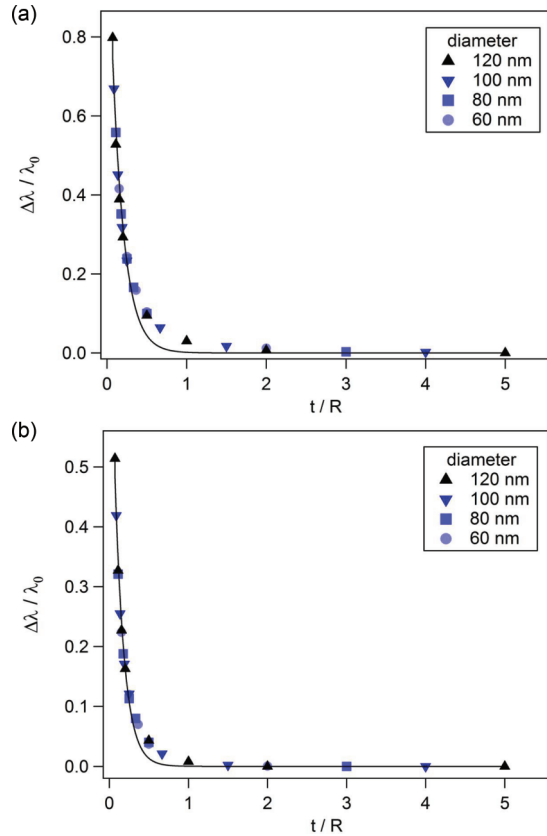 (a)
0.8
0.6
0.4
0.2
0.0
Δλ / λ₀
diameter
120 nm
100 nm
80 nm
60 nm
0 1 2 3 4 5
t / R
(b)
0.5
0.4
0.3
0.2
0.1
0.0
Δλ / λ₀
diameter
120 nm
100 nm
80 nm
60 nm
0 1 2 3 4 5
t / R